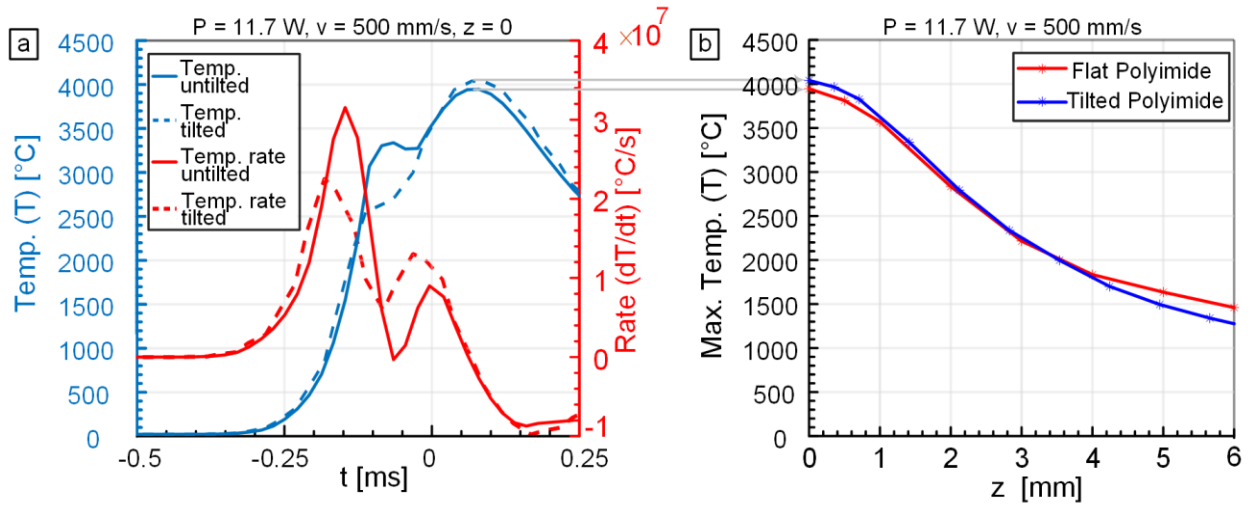 a
P = 11.7 W, v = 500 mm/s, z = 0
×10⁷
Temp. (T) [°C]
4500
4000
3500
3000
2500
2000
1500
1000
500
0
Temp.
untilted
Temp.
tilted
Temp. rate
untilted
Temp. rate
tilted
4
3
2
1
0
-1
Rate (dT/dt) [°C/s]
-0.5
-0.25
0
0.25
t [ms]
b
P = 11.7 W, v = 500 mm/s
Max. Temp. (T) [°C]
4500
4000
3500
3000
2500
2000
1500
1000
500
0
Flat Polyimide
Tilted Polyimide
0
1
2
3
4
5
6
z [mm]